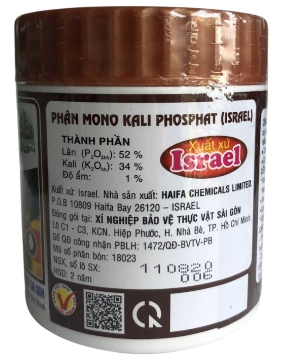 PHÂN MONO KALI PHOSPHAT (ISRAEL)
THÀNH PHẦN
Lân (P₂O₅ₕₕ): 52 %
Kali (K₂Oₕₕ): 34 %
Độ ẩm : 1 %
Xuất xứ
Israel
Xuất xứ: Israel. Nhà sản xuất: HAIFA CHEMICALS LIMITED.
P.O.B 10809 Haifa Bay 26120 – ISRAEL
Đóng gói tại: XÍ NGHIỆP BẢO VỆ THỰC VẬT SÀI GÒN
Lô C1 - C3, KCN. Hiệp Phước, H. Nhà Bè, TP. Hồ Chí Minh.
Số QĐ công nhận PBLH: 1472/QĐ-BVTV-PB
Mã số phân bón: 18023
NSX, số lô SX:
HSD: 2 năm
110820
006